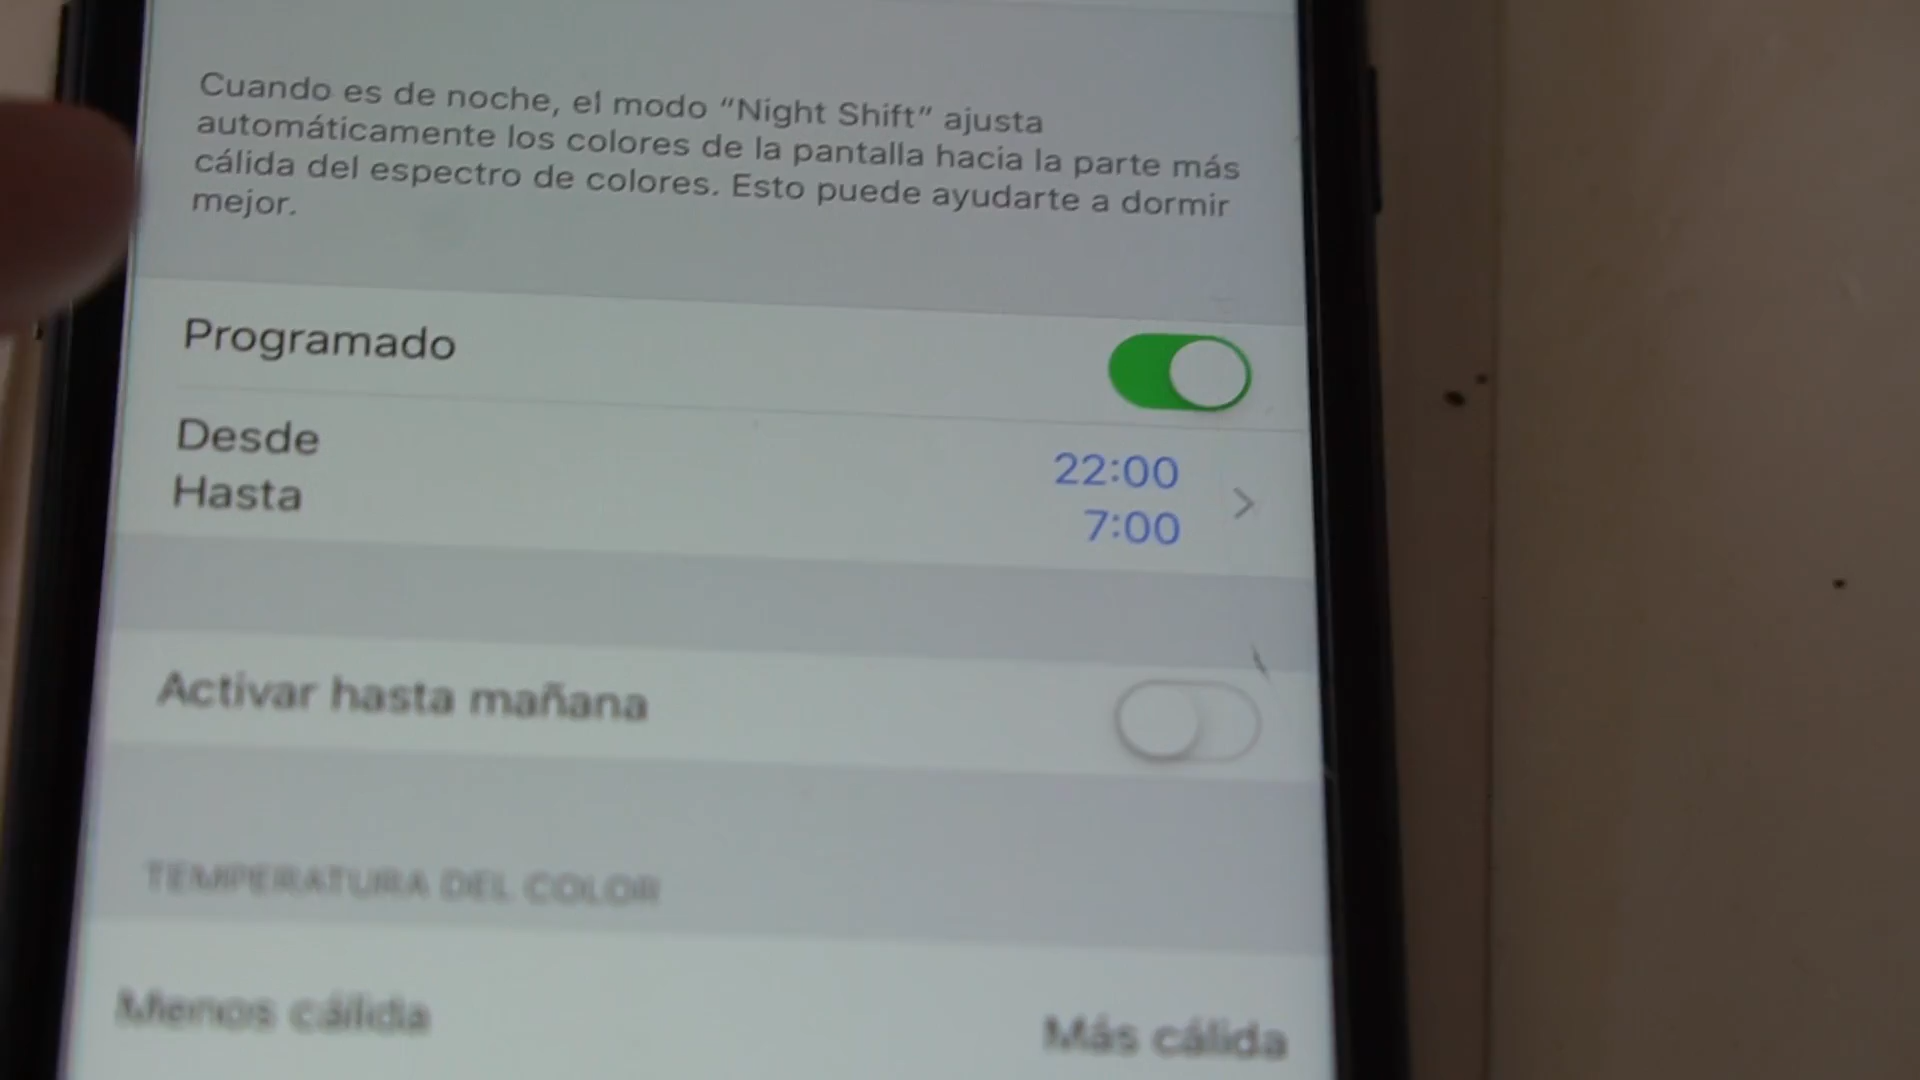 Cuando es de noche, el modo “Night Shift” ajusta
automáticamente los colores de la pantalla hacia la parte más
cálida del espectro de colores. Esto puede ayudarte a dormir
mejor.
Programado
Desde 22:00
Hasta 7:00
Activar hasta mañana
TEMPERATURA DEL COLOR
Menos cálida Más cálida